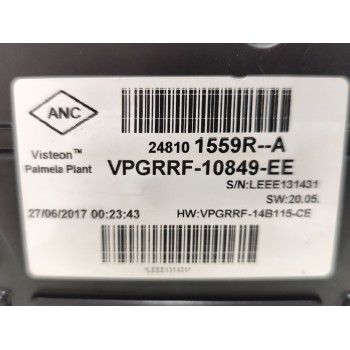 ANC
24810 1559R--A
Visteon™
Palmela Plant
VPGRRF-10849-EE
S/N:LEEE131431
SW:20.05.
27/06/2017 00:23:43
HW:VPGRRF-14B115-CE
*LEEE131431*